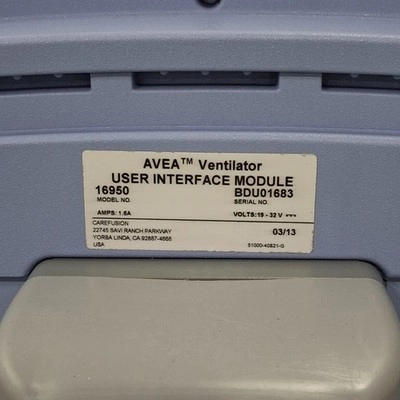 AVEA™ Ventilator
USER INTERFACE MODULE
16950 BDU01683
MODEL NO. SERIAL NO.
AMPS: 1.6A VOLTS: 19 - 32 V ⎓
CAREFUSION
22745 SAVI RANCH PARKWAY 03/13
YORBA LINDA, CA 92887-4668
USA 51000-40821-G